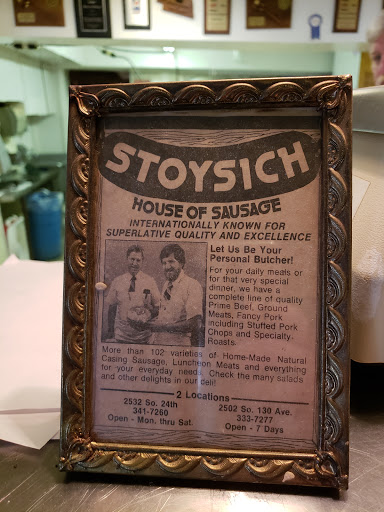 STOYSICH
HOUSE OF SAUSAGE
INTERNATIONALLY KNOWN FOR
SUPERLATIVE QUALITY AND EXCELLENCE
Let Us Be Your
Personal Butcher!
For your daily meals or
for that very special
dinner, we have a
complete line of quality
Prime Beef, Ground
Meats, Fancy Pork
including Stuffed Pork
Chops and Specialty
Roasts.
More than 102 varieties of Home-Made Natural
Casing Sausage, Luncheon Meats and everything
for your everyday needs. Check the many salads
and other delights in our deli!
2 Locations
2532 So. 24th
341-7260
Open - Mon. thru Sat.
2502 So. 130 Ave.
333-7277
Open - 7 Days